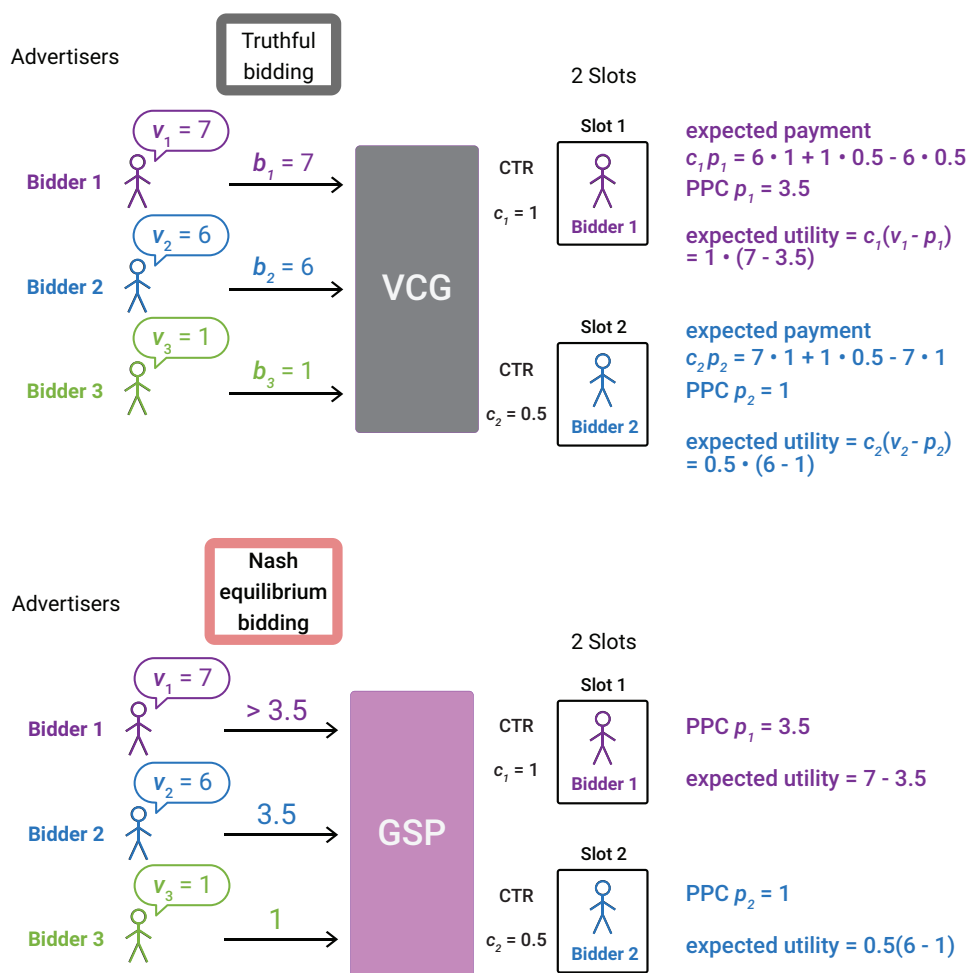 Advertisers
Truthful
bidding
2 Slots
v₁ = 7
Bidder 1
b₁ = 7
v₂ = 6
Bidder 2
b₂ = 6
v₃ = 1
Bidder 3
b₃ = 1
VCG
CTR
c₁ = 1
Slot 1
Bidder 1
expected payment
c₁p₁ = 6 • 1 + 1 • 0.5 - 6 • 0.5
PPC p₁ = 3.5
expected utility = c₁(v₁ - p₁)
= 1 • (7 - 3.5)
CTR
c₂ = 0.5
Slot 2
Bidder 2
expected payment
c₂p₂ = 7 • 1 + 1 • 0.5 - 7 • 1
PPC p₂ = 1
expected utility = c₂(v₂ - p₂)
= 0.5 • (6 - 1)
Advertisers
Nash
equilibrium
bidding
2 Slots
v₁ = 7
Bidder 1
> 3.5
v₂ = 6
Bidder 2
3.5
v₃ = 1
Bidder 3
1
GSP
CTR
c₁ = 1
Slot 1
Bidder 1
PPC p₁ = 3.5
expected utility = 7 - 3.5
CTR
c₂ = 0.5
Slot 2
Bidder 2
PPC p₂ = 1
expected utility = 0.5(6 - 1)